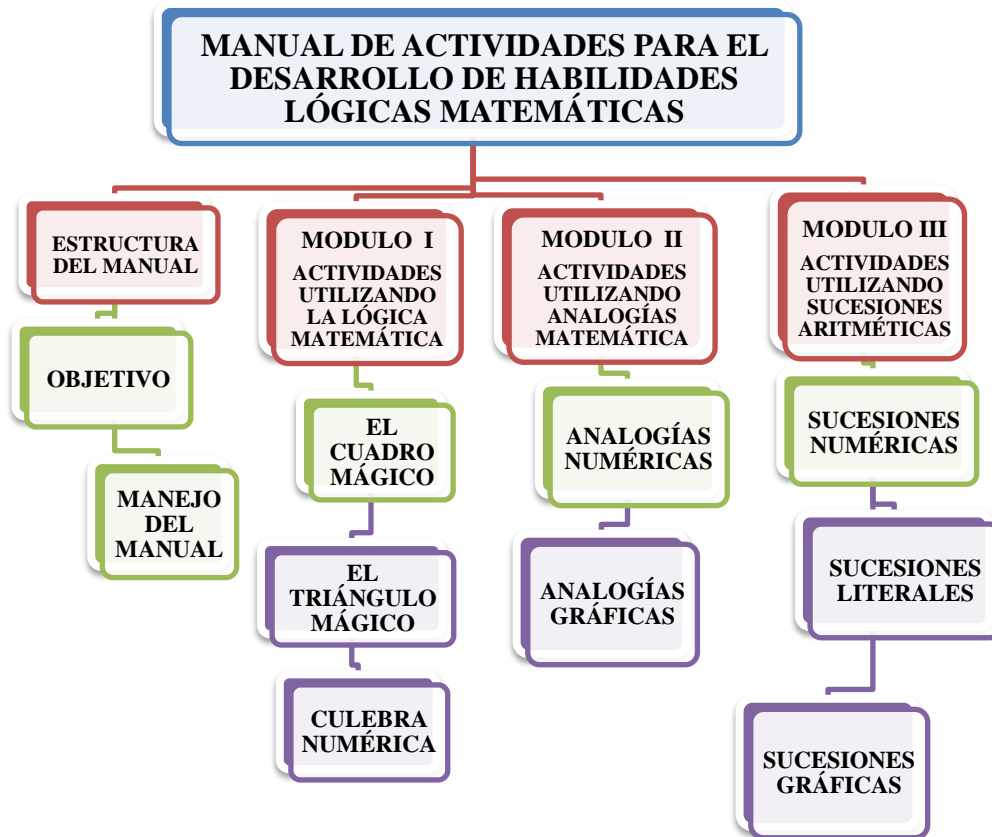 MANUAL DE ACTIVIDADES PARA EL
DESARROLLO DE HABILIDADES
LÓGICAS MATEMÁTICAS
ESTRUCTURA
DEL MANUAL
OBJETIVO
MANEJO
DEL
MANUAL
MODULO I
ACTIVIDADES
UTILIZANDO
LA LÓGICA
MATEMÁTICA
EL
CUADRO
MÁGICO
EL
TRIÁNGULO
MÁGICO
CULEBRA
NUMÉRICA
MODULO II
ACTIVIDADES
UTILIZANDO
ANALOGÍAS
MATEMÁTICA
ANALOGÍAS
NUMÉRICAS
ANALOGÍAS
GRÁFICAS
MODULO III
ACTIVIDADES
UTILIZANDO
SUCESIONES
ARITMÉTICAS
SUCESIONES
NUMÉRICAS
SUCESIONES
LITERALES
SUCESIONES
GRÁFICAS